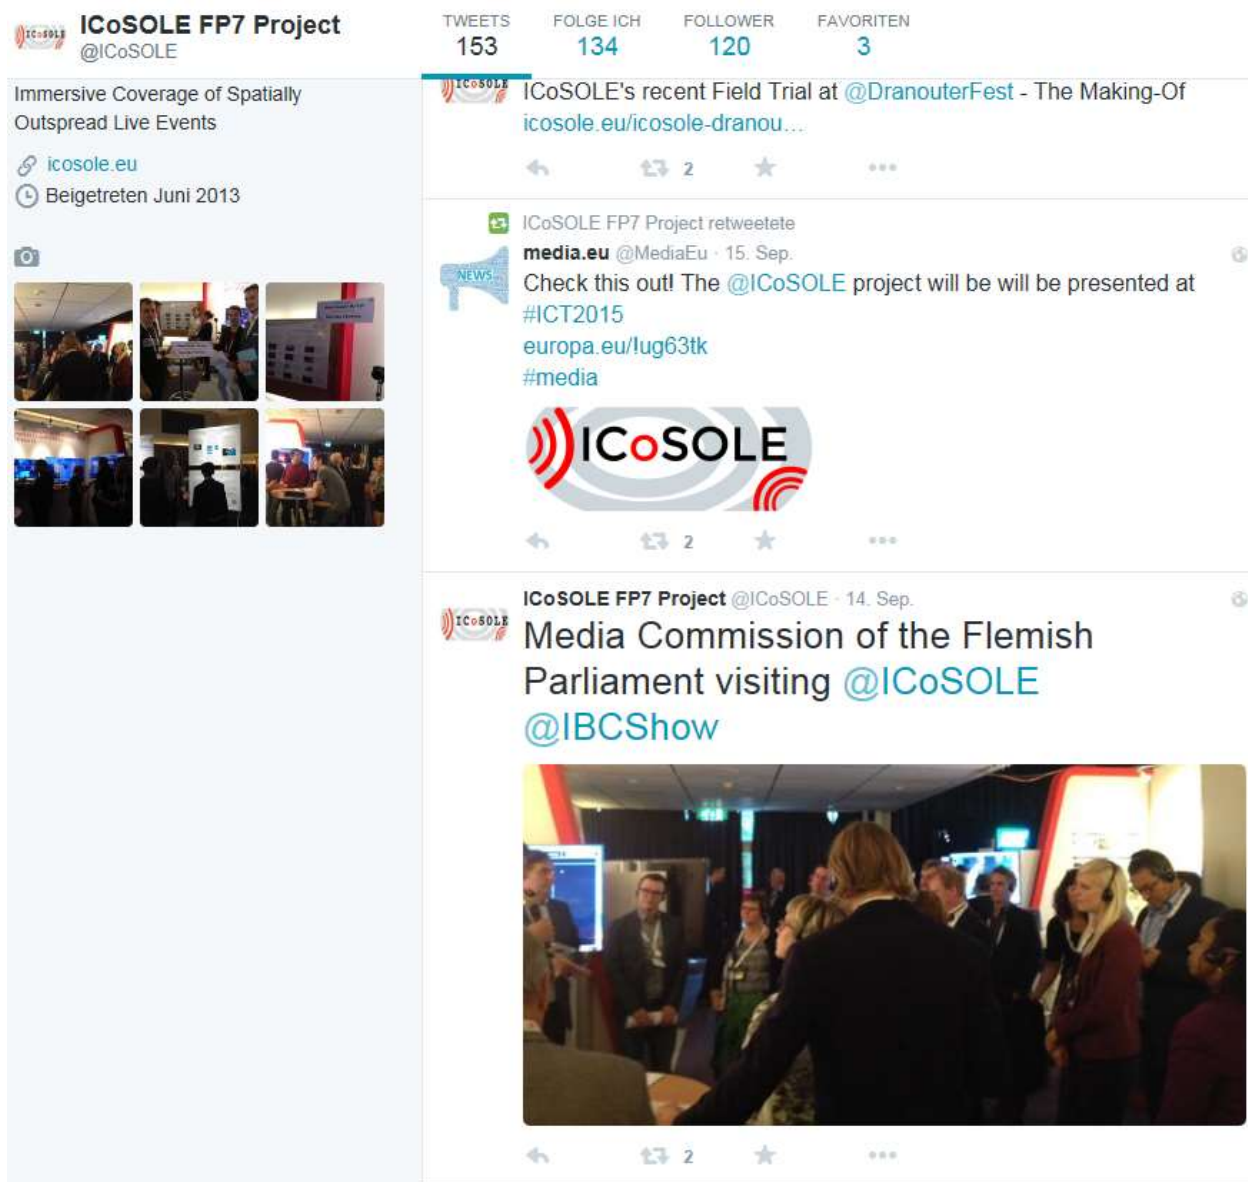 ICoSOLE
ICoSOLE FP7 Project
@ICoSOLE
TWEETS FOLGE ICH FOLLOWER FAVORITEN
153 134 120 3
Immersive Coverage of Spatially
Outspread Live Events
icosole.eu
Beigetreten Juni 2013
ICoSOLE
ICoSOLE's recent Field Trial at @DranouterFest - The Making-Of
icosole.eu/icosole-dranou…
2
ICoSOLE FP7 Project retweetete
NEWS
media.eu @MediaEu · 15. Sep.
Check this out! The @ICoSOLE project will be will be presented at
#ICT2015
europa.eu/!ug63tk
#media
ICoSOLE
2
ICoSOLE FP7 Project @ICoSOLE · 14. Sep.
ICoSOLE
Media Commission of the Flemish
Parliament visiting @ICoSOLE
@IBCShow
2